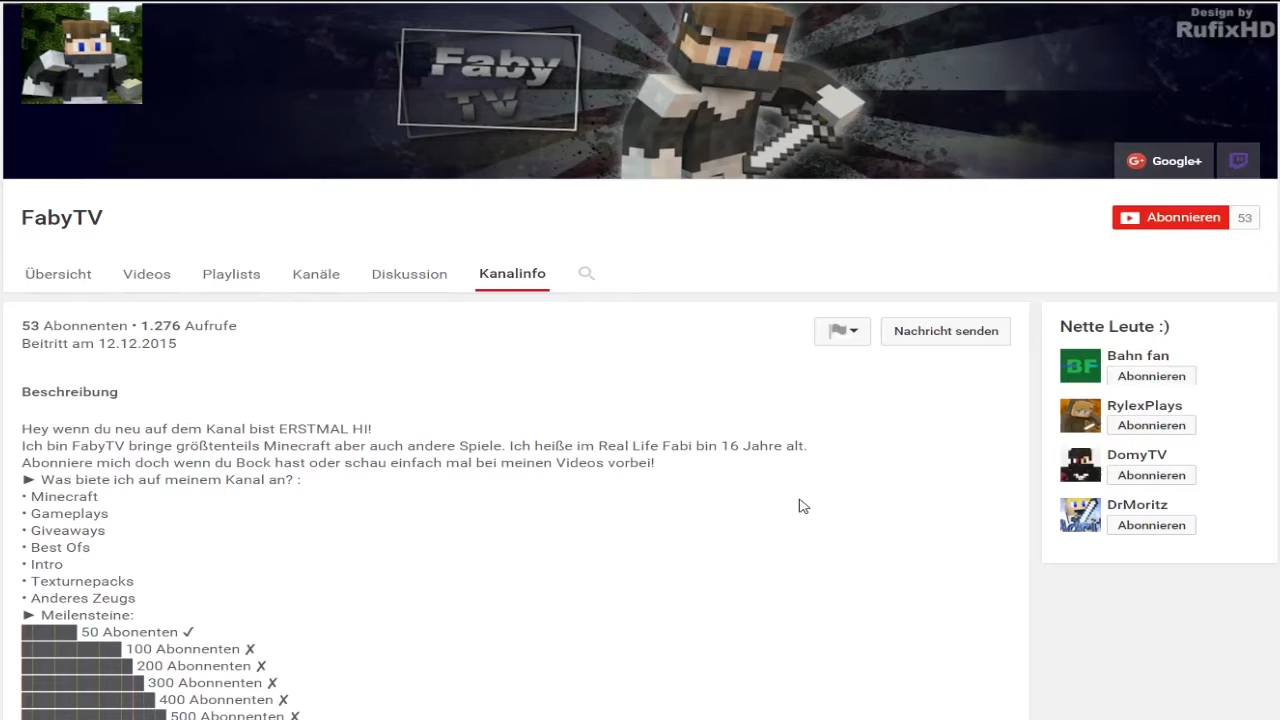 Design by
RufixHD
Faby
TV
Google+
FabyTV
Abonnieren 53
Übersicht Videos Playlists Kanäle Diskussion Kanalinfo
53 Abonnenten • 1.276 Aufrufe
Beitritt am 12.12.2015
Nachricht senden
Beschreibung
Hey wenn du neu auf dem Kanal bist ERSTMAL HI!
Ich bin FabyTV bringe größtenteils Minecraft aber auch andere Spiele. Ich heiße im Real Life Fabi bin 16 Jahre alt.
Abonniere mich doch wenn du Bock hast oder schau einfach mal bei meinen Videos vorbei!
► Was biete ich auf meinem Kanal an? :
• Minecraft
• Gameplays
• Giveaways
• Best Ofs
• Intro
• Texturnepacks
• Anderes Zeugs
► Meilensteine:
█████ 50 Abonenten ✓
█████████ 100 Abonnenten ✗
██████████ 200 Abonnenten ✗
███████████ 300 Abonnenten ✗
████████████ 400 Abonnenten ✗
█████████████ 500 Abonnenten ✗
Nette Leute :)
BF
Bahn fan
Abonnieren
RylexPlays
Abonnieren
DomyTV
Abonnieren
DrMoritz
Abonnieren